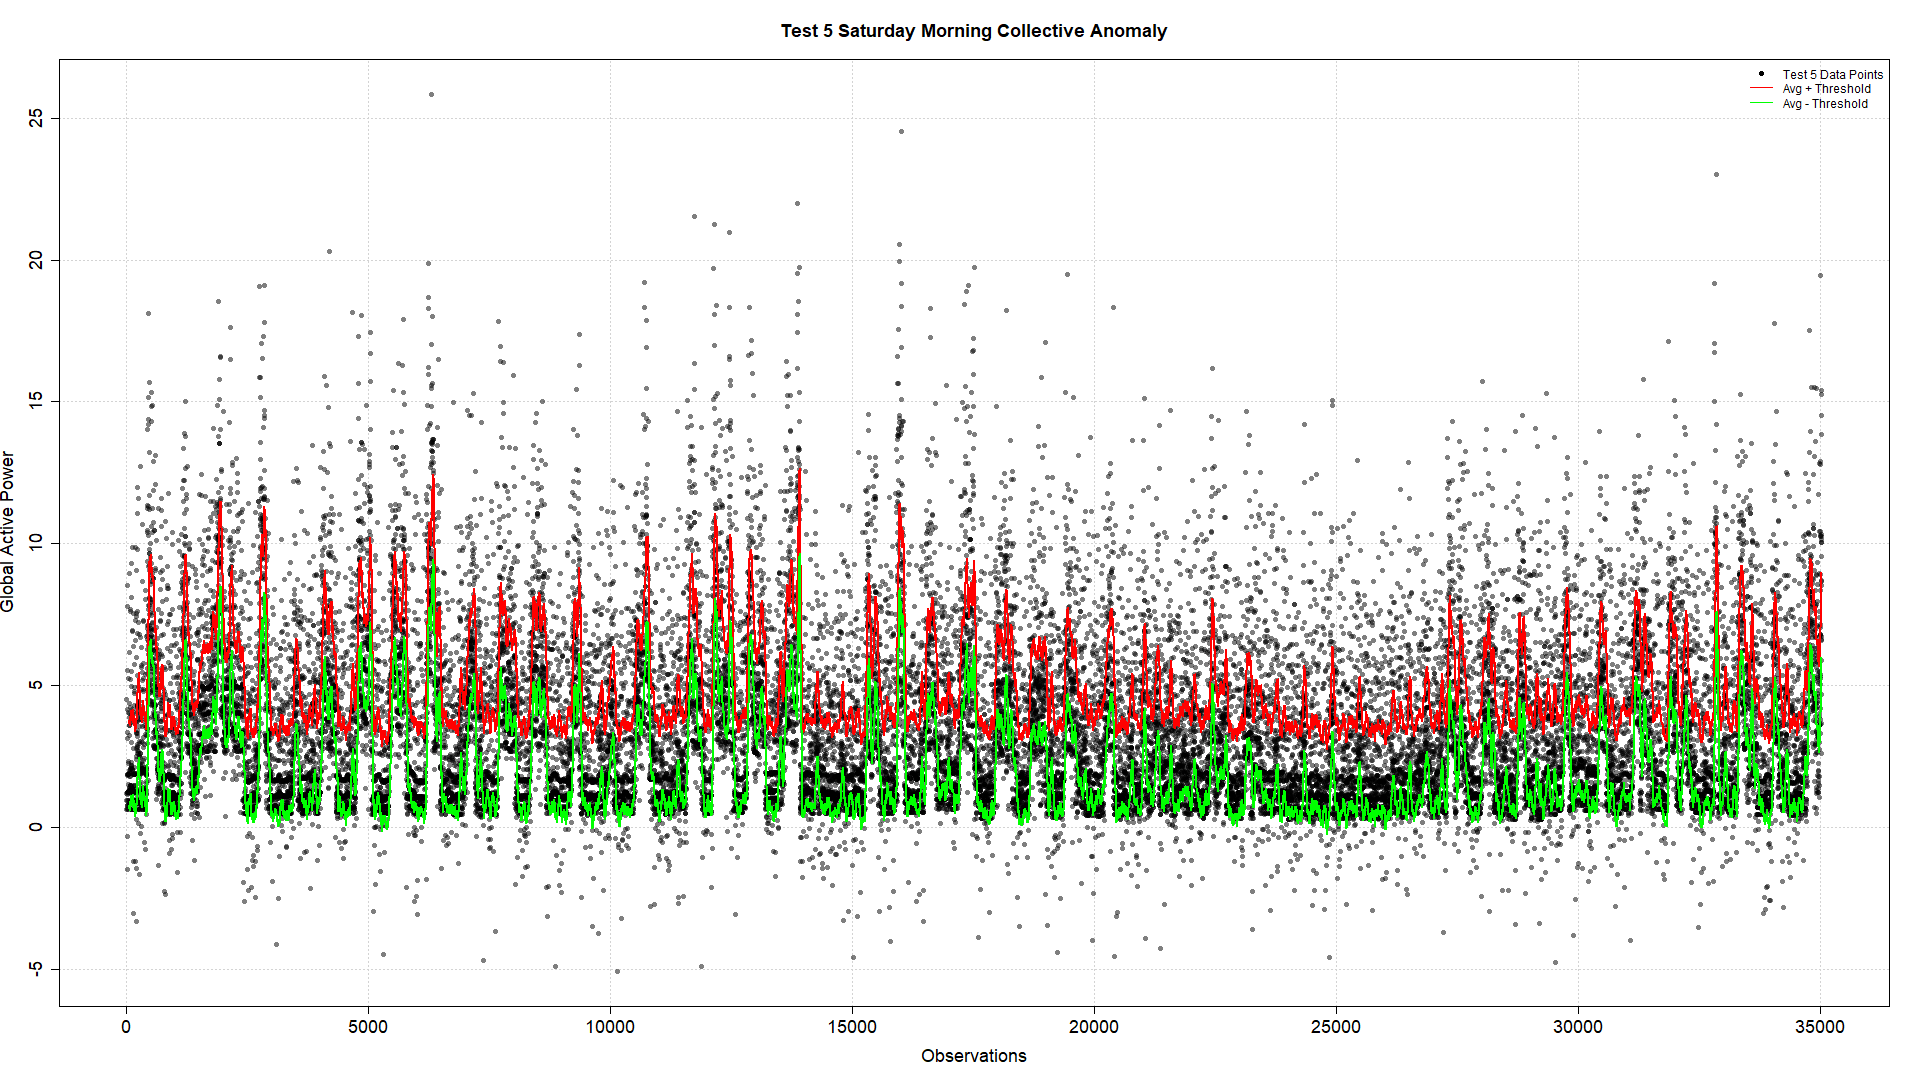 Test 5 Saturday Morning Collective Anomaly
Test 5 Data Points
Avg + Threshold
Avg - Threshold
Global Active Power
25
20
15
10
5
0
-5
0 5000 10000 15000 20000 25000 30000 35000
Observations